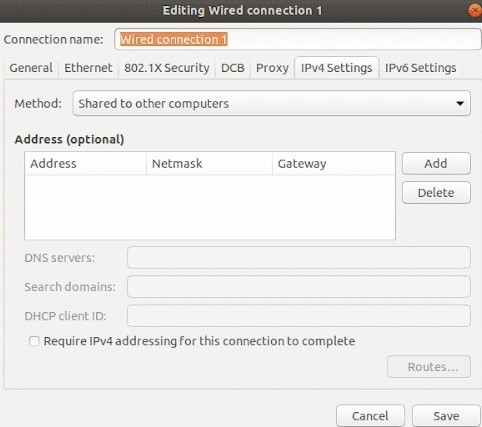 Editing Wired connection 1
Connection name: Wired connection 1
General Ethernet 802.1X Security DCB Proxy IPv4 Settings IPv6 Settings
Method: Shared to other computers
Address (optional)
Address Netmask Gateway Add
Delete
DNS servers:
Search domains:
DHCP client ID:
Require IPv4 addressing for this connection to complete
Routes...
Cancel Save